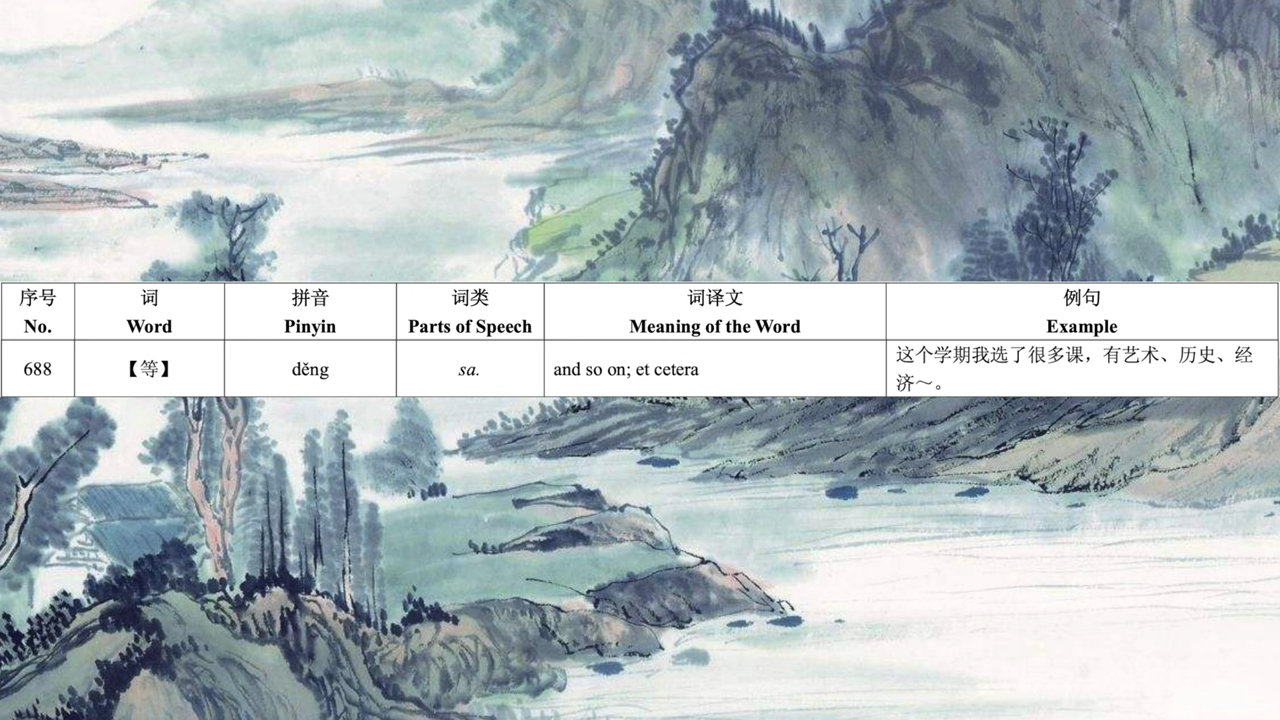 序号 词 拼音 词类 词译文 例句
No. Word Pinyin Parts of Speech Meaning of the Word Example
688 【等】 děng sa. and so on; et cetera 这个学期我选了很多课，有艺术、历史、经
济～。